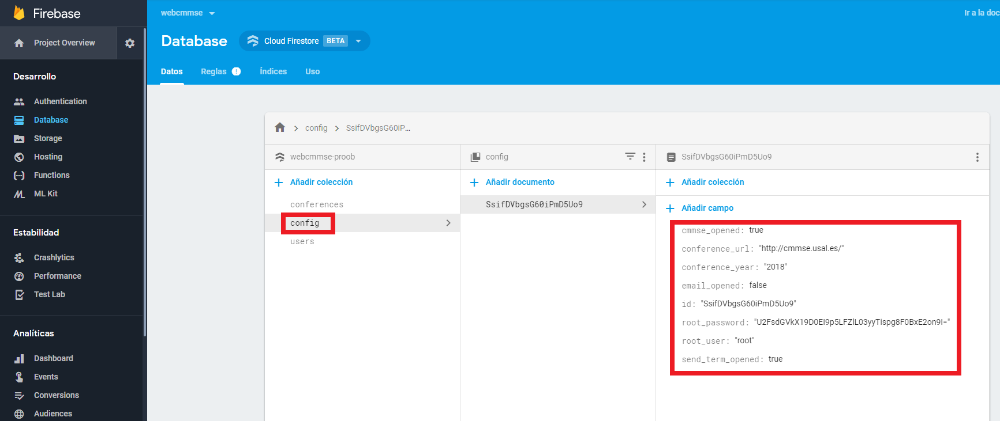 Firebase
Project Overview
Desarrollo
Authentication
Database
Storage
Hosting
Functions
ML Kit
Estabilidad
Crashlytics
Performance
Test Lab
Analíticas
Dashboard
Events
Conversions
Audiences
webcmmse
Ir a la doc
Database
Cloud Firestore BETA
Datos Reglas ! Índices Uso
config SsifDVbgsG60iP...
webcmmse-proob
Añadir colección
conferences
config
users
config
Añadir documento
SsifDVbgsG60iPmD5Uo9
SsifDVbgsG60iPmD5Uo9
Añadir colección
Añadir campo
cmmse_opened: true
conference_url: "http://cmmse.usal.es/"
conference_year: "2018"
email_opened: false
id: "SsifDVbgsG60iPmD5Uo9"
root_password: "U2FsdGVkX19D0EI9p5LFZlL03yyTispg8F0BxE2on9I="
root_user: "root"
send_term_opened: true